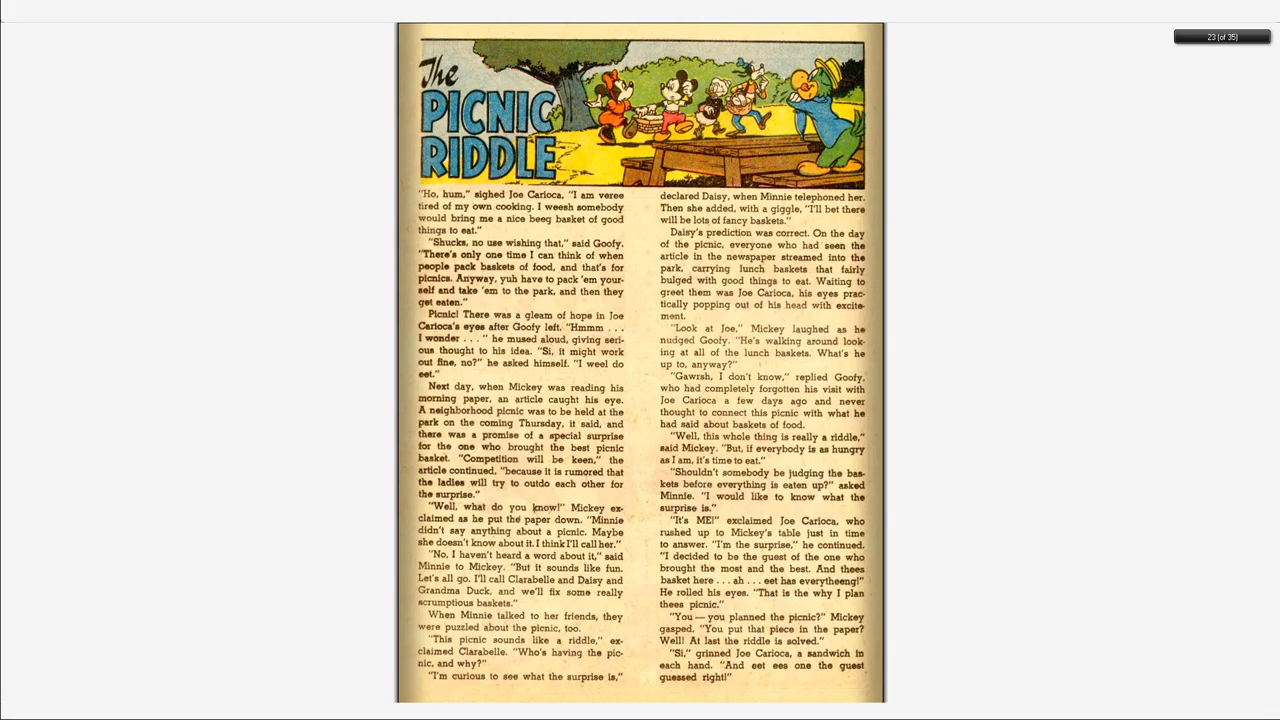 23 (of 35)
The
PICNIC
RIDDLE
"Ho, hum," sighed Joe Carioca, "I am veree
tired of my own cooking. I weesh somebody
would bring me a nice beeg basket of good
things to eat."
"Shucks, no use wishing that," said Goofy.
"There's only one time I can think of when
people pack baskets of food, and that's for
picnics. Anyway, yuh have to pack 'em your-
self and take 'em to the park, and then they
get eaten."
Picnic! There was a gleam of hope in Joe
Carioca's eyes after Goofy left. "Hmmm . . .
I wonder . . . " he mused aloud, giving seri-
ous thought to his idea. "Si, it might work
out fine, no?" he asked himself. "I weel do
eet."
Next day, when Mickey was reading his
morning paper, an article caught his eye.
A neighborhood picnic was to be held at the
park on the coming Thursday, it said, and
there was a promise of a special surprise
for the one who brought the best picnic
basket. "Competition will be keen," the
article continued, "because it is rumored that
the ladies will try to outdo each other for
the surprise."
"Well, what do you know!" Mickey ex-
claimed as he put the paper down. "Minnie
didn't say anything about a picnic. Maybe
she doesn't know about it. I think I'll call her."
"No, I haven't heard a word about it," said
Minnie to Mickey. "But it sounds like fun.
Let's all go. I'll call Clarabelle and Daisy and
Grandma Duck, and we'll fix some really
scrumptious baskets."
When Minnie talked to her friends, they
were puzzled about the picnic, too.
"This picnic sounds like a riddle," ex-
claimed Clarabelle. "Who's having the pic-
nic, and why?"
"I'm curious to see what the surprise is,"
declared Daisy, when Minnie telephoned her.
Then she added, with a giggle, "I'll bet there
will be lots of fancy baskets."
Daisy's prediction was correct. On the day
of the picnic, everyone who had seen the
article in the newspaper streamed into the
park, carrying lunch baskets that fairly
bulged with good things to eat. Waiting to
greet them was Joe Carioca, his eyes prac-
tically popping out of his head with excite-
ment.
"Look at Joe," Mickey laughed as he
nudged Goofy. "He's walking around look-
ing at all of the lunch baskets. What's he
up to, anyway?"
"Gawrsh, I don't know," replied Goofy,
who had completely forgotten his visit with
Joe Carioca a few days ago and never
thought to connect this picnic with what he
had said about baskets of food.
"Well, this whole thing is really a riddle,"
said Mickey. "But, if everybody is as hungry
as I am, it's time to eat."
"Shouldn't somebody be judging the bas-
kets before everything is eaten up?" asked
Minnie. "I would like to know what the
surprise is."
"It's ME!" exclaimed Joe Carioca, who
rushed up to Mickey's table just in time
to answer. "I'm the surprise," he continued.
"I decided to be the guest of the one who
brought the most and the best. And thees
basket here . . . ah . . . eet has everytheeng!"
He rolled his eyes. "That is the why I plan
thees picnic."
"You — you planned the picnic?" Mickey
gasped. "You put that piece in the paper?
Well! At last the riddle is solved."
"Si," grinned Joe Carioca, a sandwich in
each hand. "And eet ees one the guest
guessed right!"